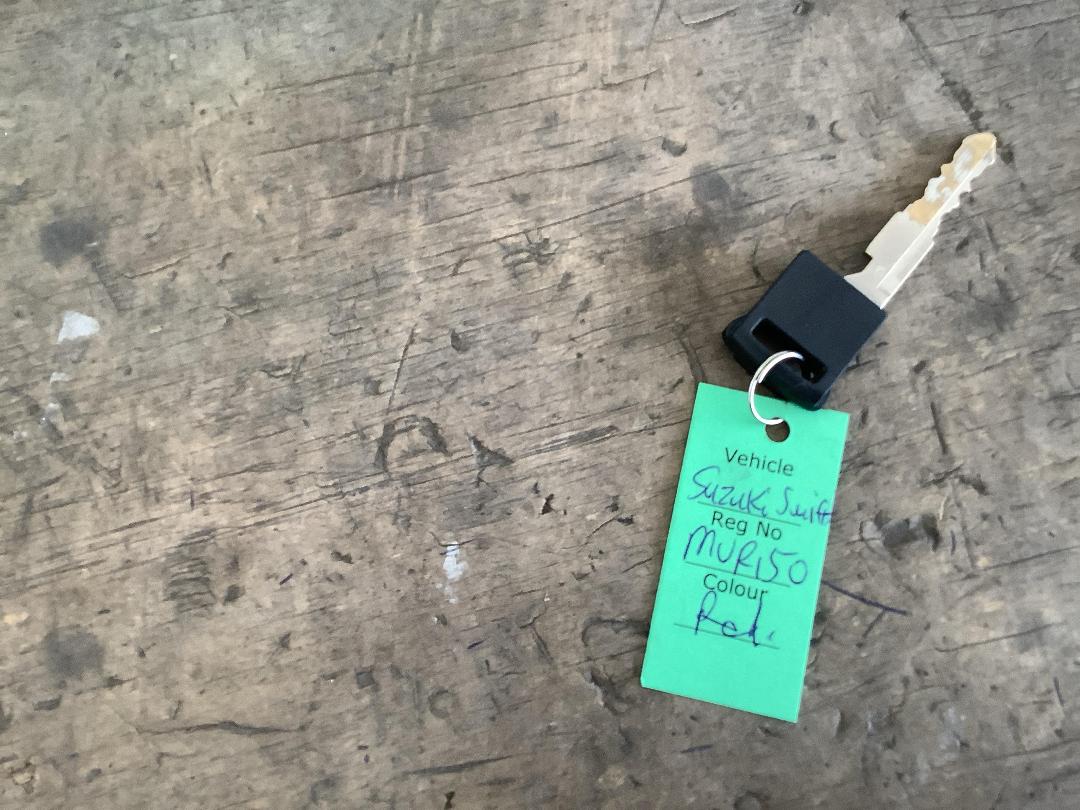 Vehicle
Suzuki Swift
Reg No
MUR150
Colour
Red.